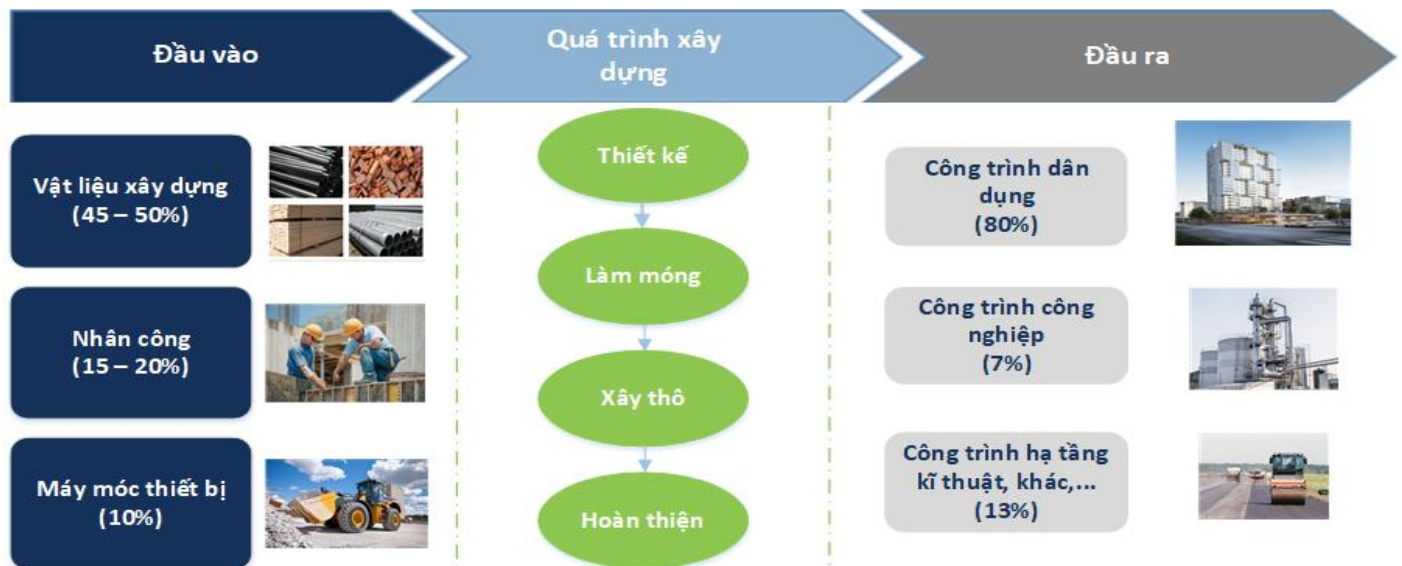 Đầu vào
Quá trình xây
dựng
Đầu ra
Vật liệu xây dựng
(45 – 50%)
Nhân công
(15 – 20%)
Máy móc thiết bị
(10%)
Thiết kế
Làm móng
Xây thô
Hoàn thiện
Công trình dân
dụng
(80%)
Công trình công
nghiệp
(7%)
Công trình hạ tầng
kĩ thuật, khác,...
(13%)